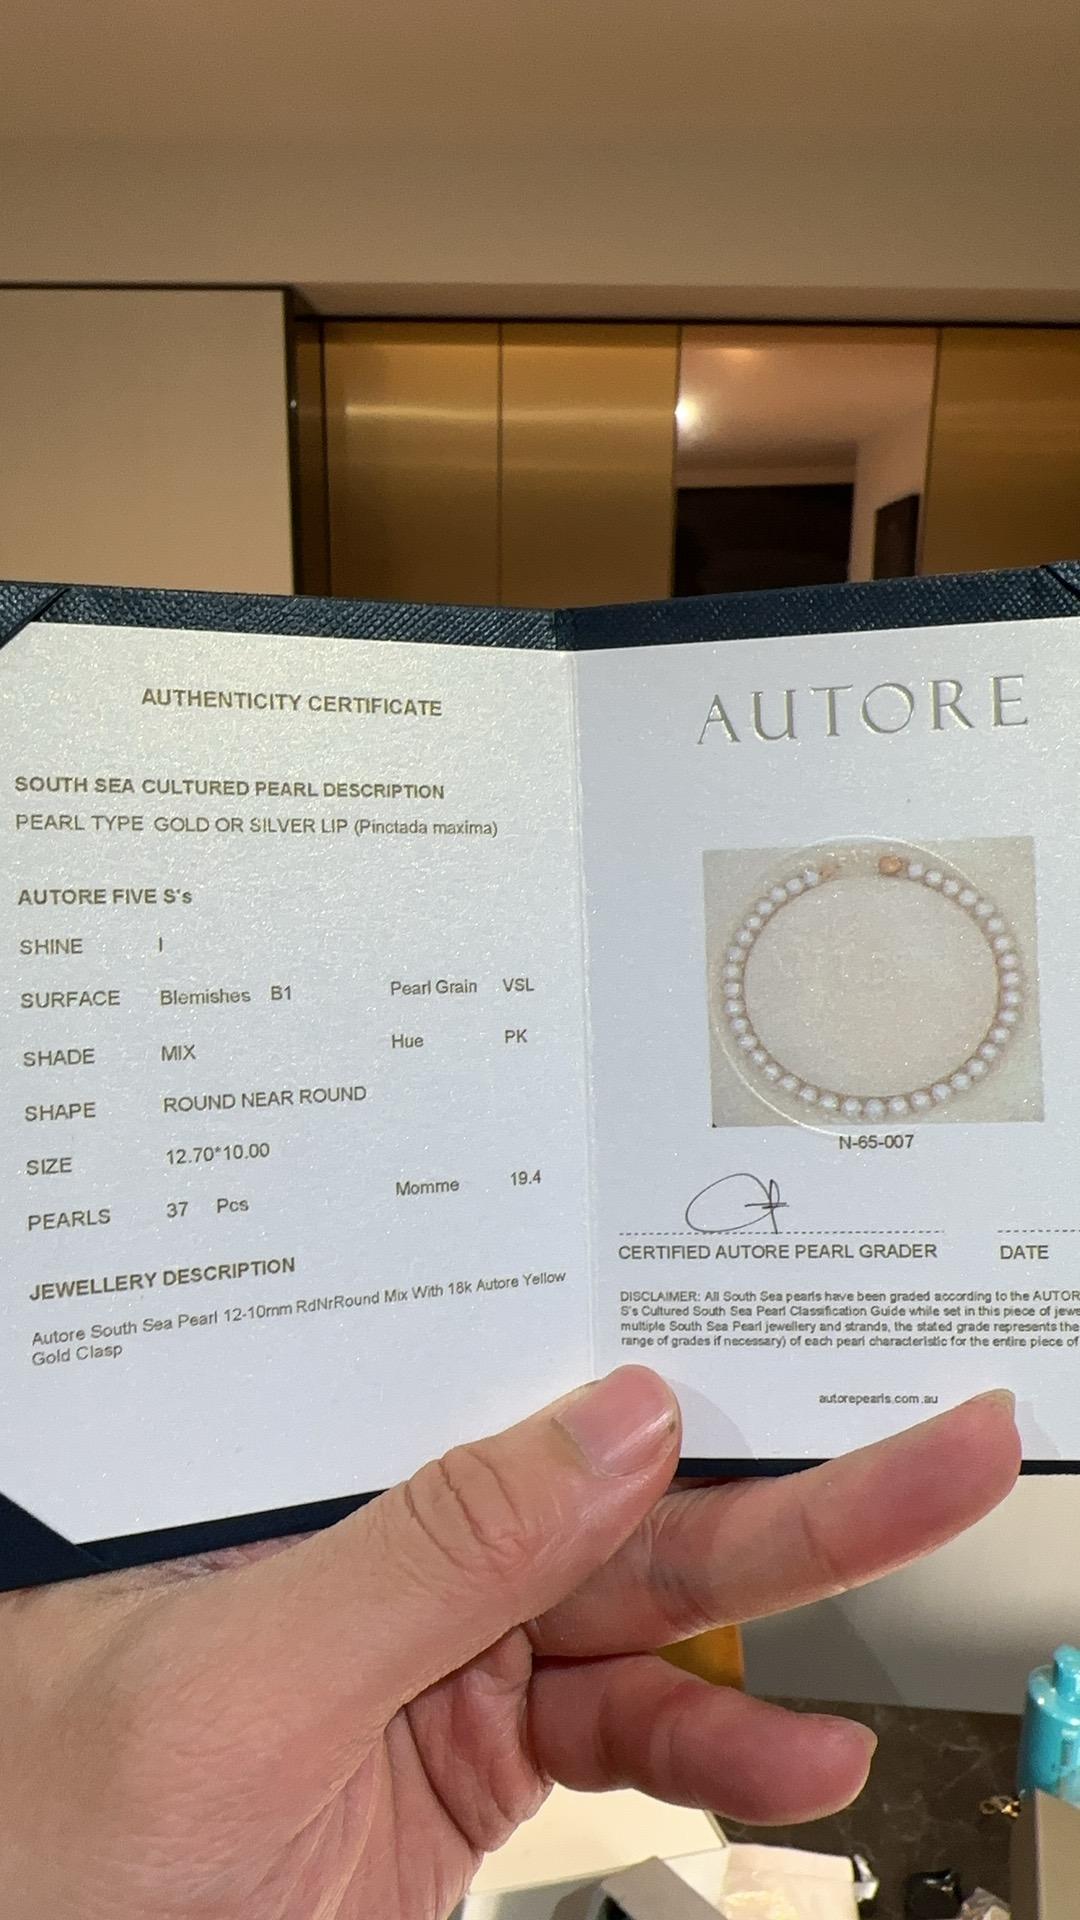 AUTHENTICITY CERTIFICATE
SOUTH SEA CULTURED PEARL DESCRIPTION
PEARL TYPE GOLD OR SILVER LIP (Pinctada maxima)
AUTORE FIVE S's
SHINE I
SURFACE Blemishes B1 Pearl Grain VSL
SHADE MIX Hue PK
SHAPE ROUND NEAR ROUND
SIZE 12.70*10.00
PEARLS 37 Pcs Momme 19.4
JEWELLERY DESCRIPTION
Autore South Sea Pearl 12-10mm RdNrRound Mix With 18k Autore Yellow
Gold Clasp
AUTORE
N-65-007
CERTIFIED AUTORE PEARL GRADER DATE
DISCLAIMER: All South Sea pearls have been graded according to the AUTOR
S's Cultured South Sea Pearl Classification Guide while set in this piece of jewe
multiple South Sea Pearl jewellery and strands, the stated grade represents the
range of grades if necessary) of each pearl characteristic for the entire piece of
autorepearls.com.au